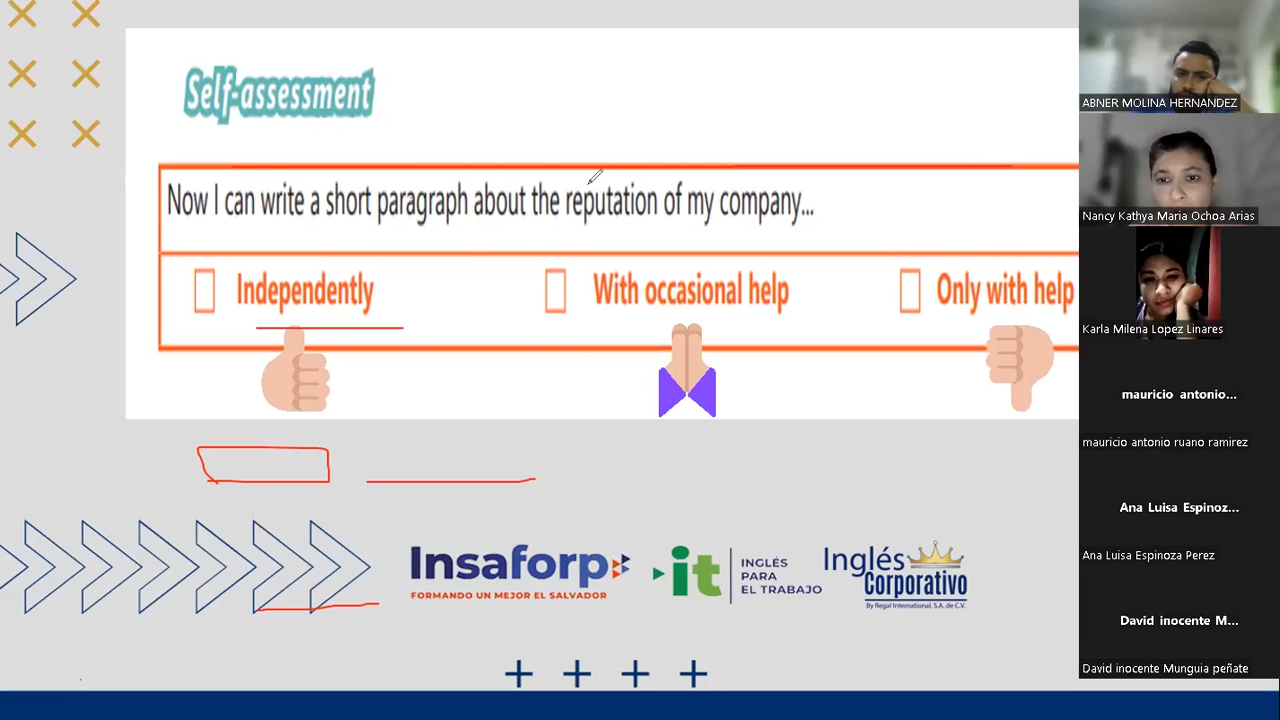 Self-assessment
Now I can write a short paragraph about the reputation of my company...
Independently
With occasional help
Only with help
Insaforp
FORMANDO UN MEJOR EL SALVADOR
it
INGLÉS
PARA
EL TRABAJO
Inglés
Corporativo
By Regal International, S.A. de C.V.
ABNER MOLINA HERNANDEZ
Nancy Kathya Maria Ochoa Arias
Karla Milena Lopez Linares
mauricio antonio...
mauricio antonio ruano ramirez
Ana Luisa Espinoz...
Ana Luisa Espinoza Perez
David inocente M...
David inocente Munguia peñate